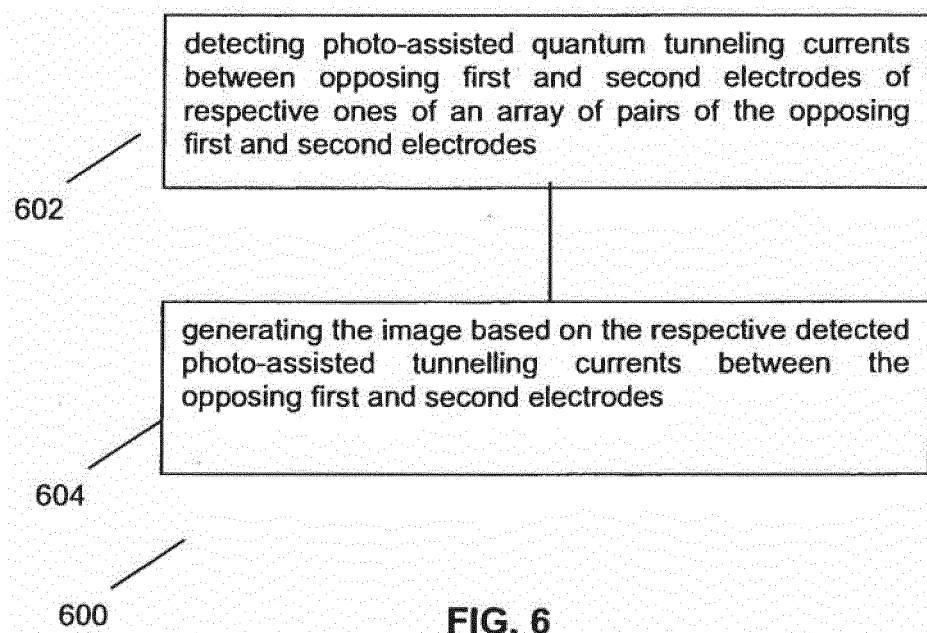 detecting photo-assisted quantum tunneling currents
between opposing first and second electrodes of
respective ones of an array of pairs of the opposing
first and second electrodes
602
generating the image based on the respective detected
photo-assisted tunnelling currents between the
opposing first and second electrodes
604
600
FIG. 6